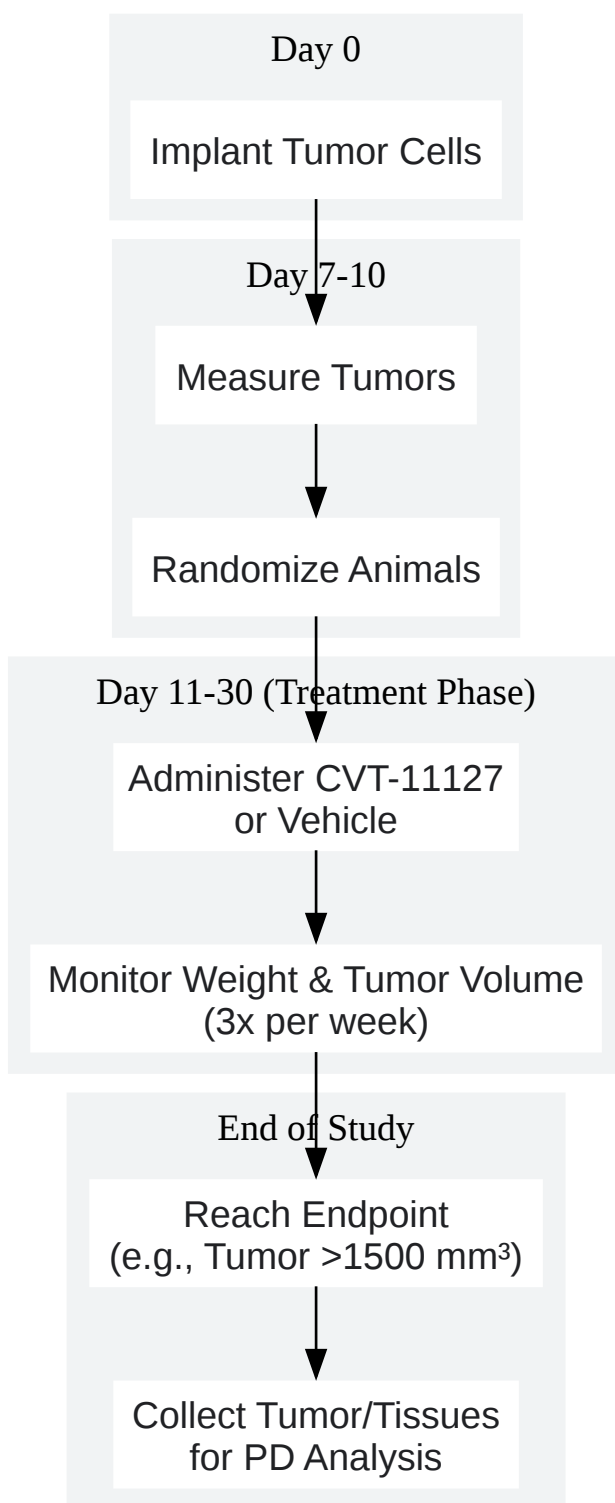 Day 0
Implant Tumor Cells
Day 7-10
Measure Tumors
Randomize Animals
Day 11-30 (Treatment Phase)
Administer CVT-11127
or Vehicle
Monitor Weight & Tumor Volume
(3x per week)
End of Study
Reach Endpoint
(e.g., Tumor >1500 mm³)
Collect Tumor/Tissues
for PD Analysis